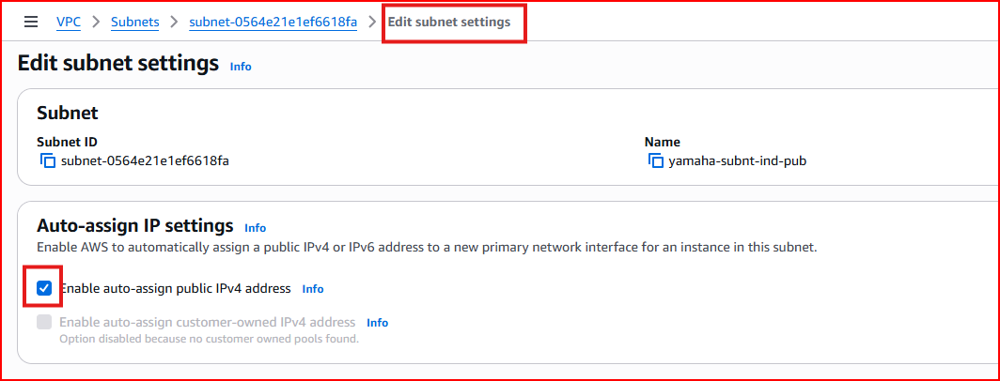 VPC > Subnets > subnet-0564e21e1ef6618fa > Edit subnet settings
Edit subnet settings Info
Subnet
Subnet ID
subnet-0564e21e1ef6618fa
Name
yamaha-subnt-ind-pub
Auto-assign IP settings Info
Enable AWS to automatically assign a public IPv4 or IPv6 address to a new primary network interface for an instance in this subnet.
Enable auto-assign public IPv4 address Info
Enable auto-assign customer-owned IPv4 address Info
Option disabled because no customer owned pools found.